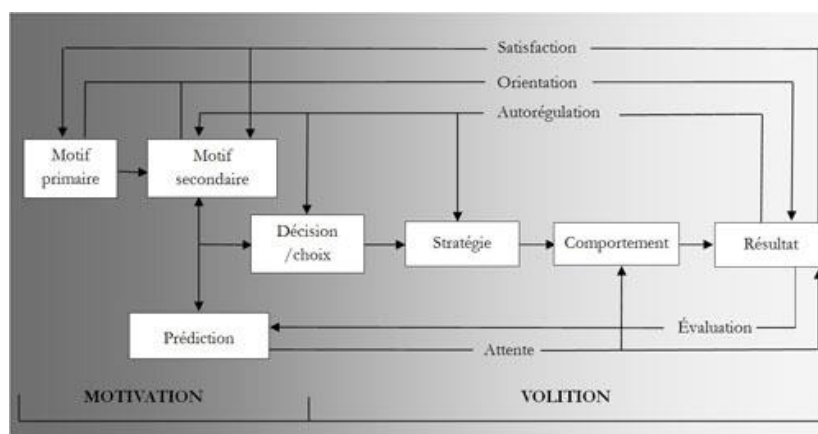 Satisfaction
Orientation
Autorégulation
Motif
primaire
Motif
secondaire
Décision
/choix
Stratégie
Comportement
Résultat
Prédiction
Évaluation
Attente
MOTIVATION
VOLITION